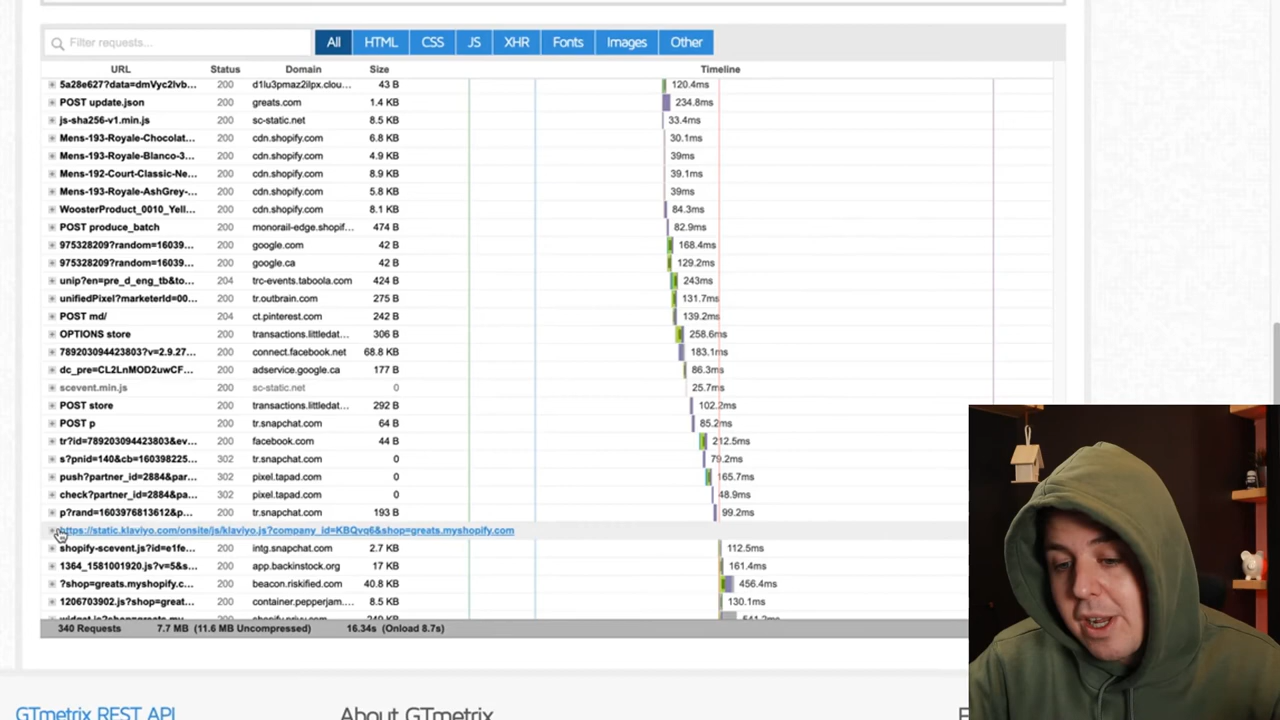 Filter requests... All HTML CSS JS XHR Fonts Images Other
URL Status Domain Size Timeline
5a28e627?data=dmVyc2lvb... 200 d1lu3pmaz2ilpx.clou... 43 B 120.4ms
POST update.json 200 greats.com 1.4 KB 234.8ms
js-sha256-v1.min.js 200 sc-static.net 8.5 KB 33.4ms
Mens-193-Royale-Chocolat... 200 cdn.shopify.com 6.8 KB 30.1ms
Mens-193-Royale-Blanco-3... 200 cdn.shopify.com 4.9 KB 39ms
Mens-192-Court-Classic-Ne... 200 cdn.shopify.com 8.9 KB 39.1ms
Mens-193-Royale-AshGrey-... 200 cdn.shopify.com 5.8 KB 39ms
WoosterProduct_0010_Yell... 200 cdn.shopify.com 8.1 KB 84.3ms
POST produce_batch 200 monorail-edge.shopif... 474 B 82.9ms
975328209?random=16039... 200 google.com 42 B 168.4ms
975328209?random=16039... 200 google.ca 42 B 129.2ms
unip?en=pre_d_eng_tb&to... 204 trc-events.taboola.com 424 B 243ms
unifiedPixel?marketerId=00... 200 tr.outbrain.com 275 B 131.7ms
POST md/ 204 ct.pinterest.com 242 B 139.2ms
OPTIONS store 200 transactions.littledat... 306 B 258.6ms
789203094423803?v=2.9.27... 200 connect.facebook.net 68.8 KB 183.1ms
dc_pre=CL2LnMOD2uwCF... 200 adservice.google.ca 177 B 86.3ms
scevent.min.js 200 sc-static.net 0 25.7ms
POST store 200 transactions.littledat... 292 B 102.2ms
POST p 200 tr.snapchat.com 64 B 85.2ms
tr?id=789203094423803&ev... 200 facebook.com 44 B 212.5ms
s?pnid=140&cb=160398225... 302 tr.snapchat.com 0 79.2ms
push?partner_id=2884&par... 302 pixel.tapad.com 0 165.7ms
check?partner_id=2884&pa... 302 pixel.tapad.com 0 48.9ms
p?rand=1603976813612&p... 200 tr.snapchat.com 193 B 99.2ms
https://static.klaviyo.com/onsite/js/klaviyo.js?company_id=KBQvq6&shop=greats.myshopify.com
shopify-scevent.js?id=e1fe... 200 intg.snapchat.com 2.7 KB 112.5ms
1364_1581001920.js?v=5&s... 200 app.backinstock.org 17 KB 161.4ms
?shop=greats.myshopify.c... 200 beacon.riskified.com 40.8 KB 456.4ms
1206703902.js?shop=great... 200 container.pepperjam.... 8.5 KB 130.1ms
340 Requests 7.7 MB (11.6 MB Uncompressed) 16.34s (Onload 8.7s)
GTmetrix REST API About GTmetrix